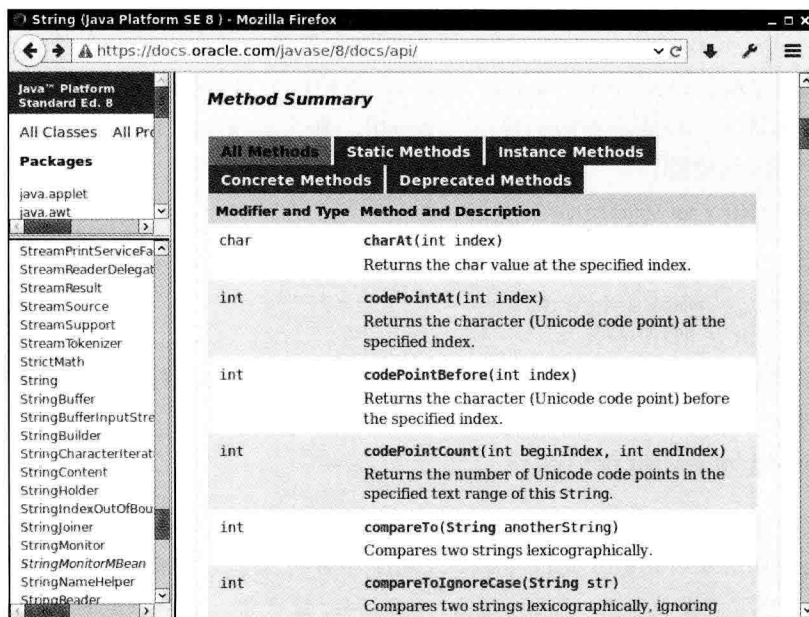 String (Java Platform SE 8 ) - Mozilla Firefox
https://docs.oracle.com/javase/8/docs/api/
Java™ Platform
Standard Ed. 8
All Classes All Pro
Packages
java.applet
java.awt
StreamPrintServiceFa
StreamReaderDelegat
StreamResult
StreamSource
StreamSupport
StreamTokenizer
StrictMath
String
StringBuffer
StringBufferInputStre
StringBuilder
StringCharacterIterat
StringContent
StringHolder
StringIndexOutOfBou
StringJoiner
StringMonitor
StringMonitorMBean
StringNameHelper
StringReader
Method Summary
All Methods Static Methods Instance Methods
Concrete Methods Deprecated Methods
Modifier and Type Method and Description
char charAt(int index)
Returns the char value at the specified index.
int codePointAt(int index)
Returns the character (Unicode code point) at the
specified index.
int codePointBefore(int index)
Returns the character (Unicode code point) before
the specified index.
int codePointCount(int beginIndex, int endIndex)
Returns the number of Unicode code points in the
specified text range of this String.
int compareTo(String anotherString)
Compares two strings lexicographically.
int compareToIgnoreCase(String str)
Compares two strings lexicographically, ignoring